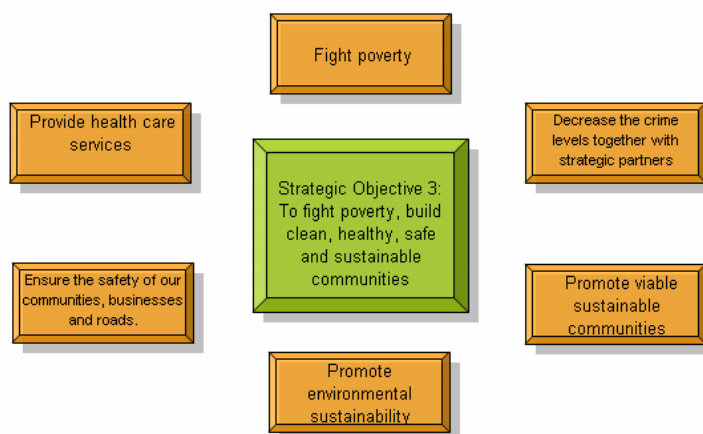 Fight poverty
Provide health care
services
Decrease the crime
levels together with
strategic partners
Strategic Objective 3:
To fight poverty, build
clean, healthy, safe
and sustainable
communities
Ensure the safety of our
communities, businesses
and roads.
Promote viable
sustainable
communities
Promote
environmental
sustainability